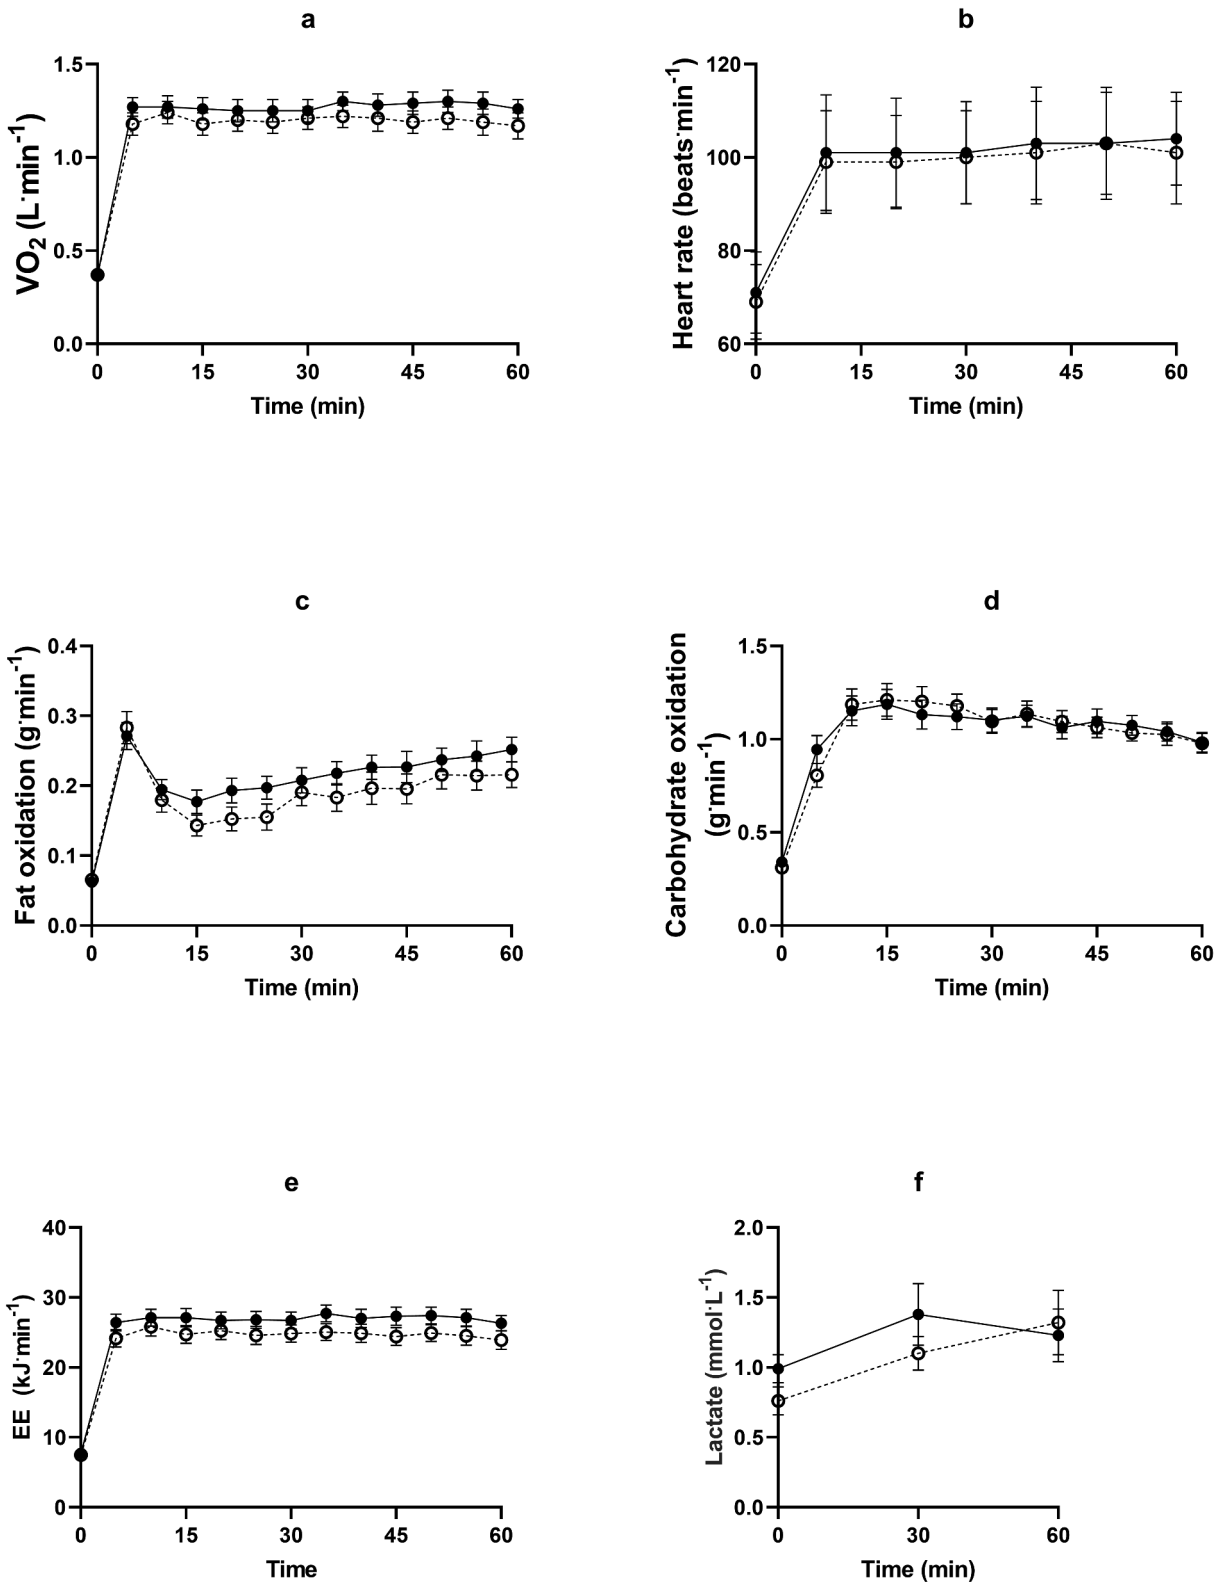 a
VO2 (L·min-1)
1.5
1.0
0.5
0.0
0 15 30 45 60
Time (min)
b
Heart rate (beats·min-1)
120
100
80
60
0 15 30 45 60
Time (min)
c
Fat oxidation (g·min-1)
0.4
0.3
0.2
0.1
0.0
0 15 30 45 60
Time (min)
d
Carbohydrate oxidation
(g·min-1)
1.5
1.0
0.5
0.0
0 15 30 45 60
Time (min)
e
EE (kJ·min-1)
40
30
20
10
0
0 15 30 45 60
Time
f
Lactate (mmol·L-1)
2.0
1.5
1.0
0.5
0.0
0 30 60
Time (min)